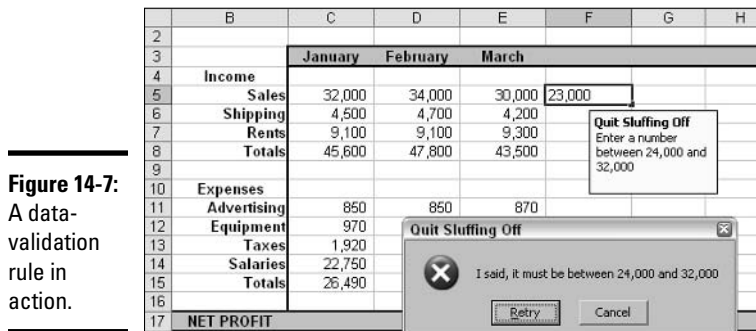 B C D E F G H
2
3 January February March
4 Income
5 Sales 32,000 34,000 30,000 23,000
6 Shipping 4,500 4,700 4,200
7 Rents 9,100 9,100 9,300
8 Totals 45,600 47,800 43,500
9
10 Expenses
11 Advertising 850 850 870
12 Equipment 970
13 Taxes 1,920
14 Salaries 22,750
15 Totals 26,490
16
17 NET PROFIT
Quit Sluffing Off
Enter a number
between 24,000 and
32,000
Quit Sluffing Off
I said, it must be between 24,000 and 32,000
Retry Cancel
Figure 14-7:
A data-
validation
rule in
action.